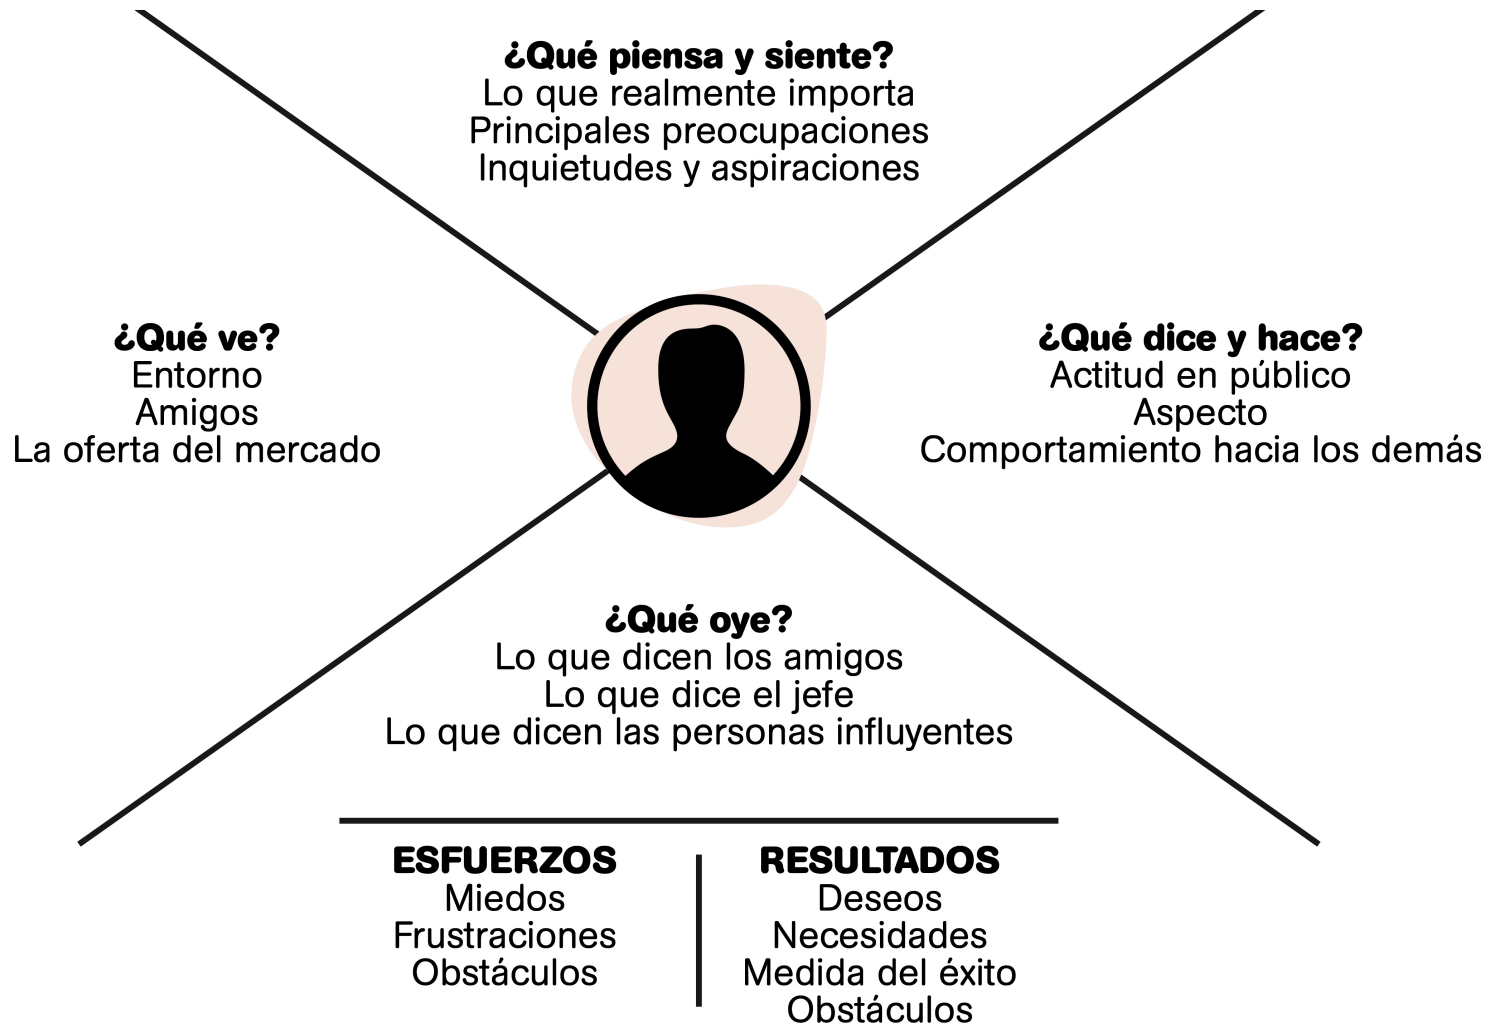 ¿Qué piensa y siente?
Lo que realmente importa
Principales preocupaciones
Inquietudes y aspiraciones
¿Qué ve?
Entorno
Amigos
La oferta del mercado
¿Qué dice y hace?
Actitud en público
Aspecto
Comportamiento hacia los demás
¿Qué oye?
Lo que dicen los amigos
Lo que dice el jefe
Lo que dicen las personas influyentes
ESFUERZOS
Miedos
Frustraciones
Obstáculos
RESULTADOS
Deseos
Necesidades
Medida del éxito
Obstáculos